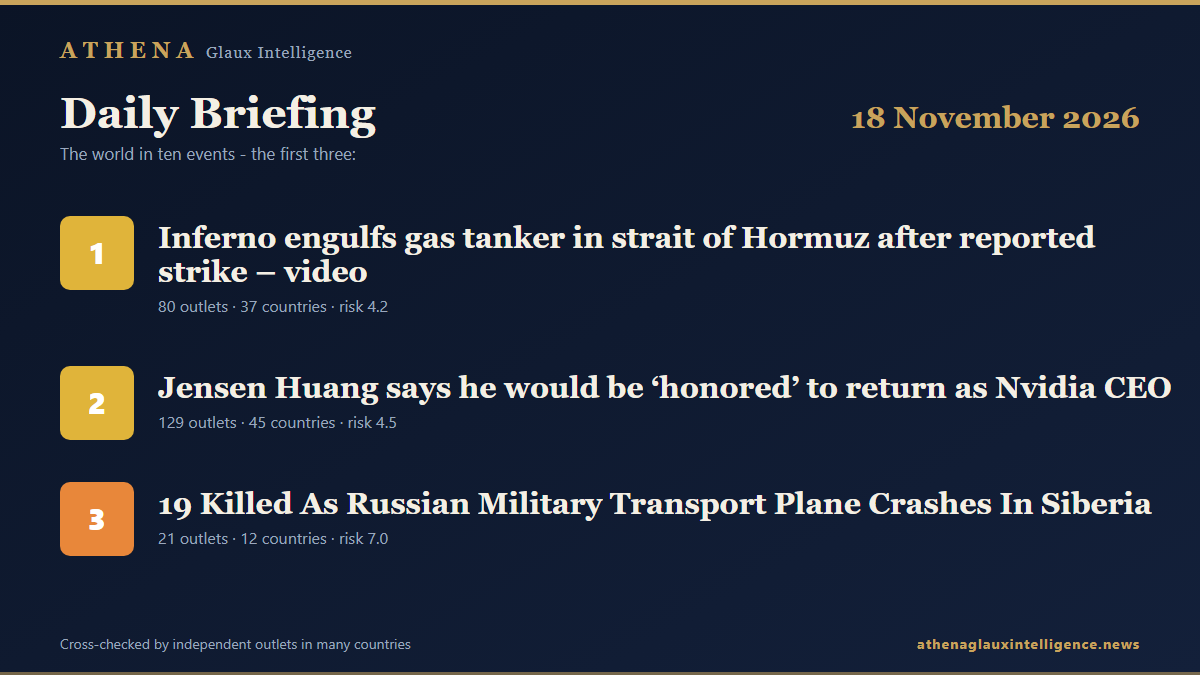 ATHENA Glaux Intelligence
Daily Briefing
18 November 2026
The world in ten events - the first three:
1
Inferno engulfs gas tanker in strait of Hormuz after reported
strike – video
80 outlets · 37 countries · risk 4.2
2
Jensen Huang says he would be ‘honored’ to return as Nvidia CEO
129 outlets · 45 countries · risk 4.5
3
19 Killed As Russian Military Transport Plane Crashes In Siberia
21 outlets · 12 countries · risk 7.0
Cross-checked by independent outlets in many countries
athenaglauxintelligence.news